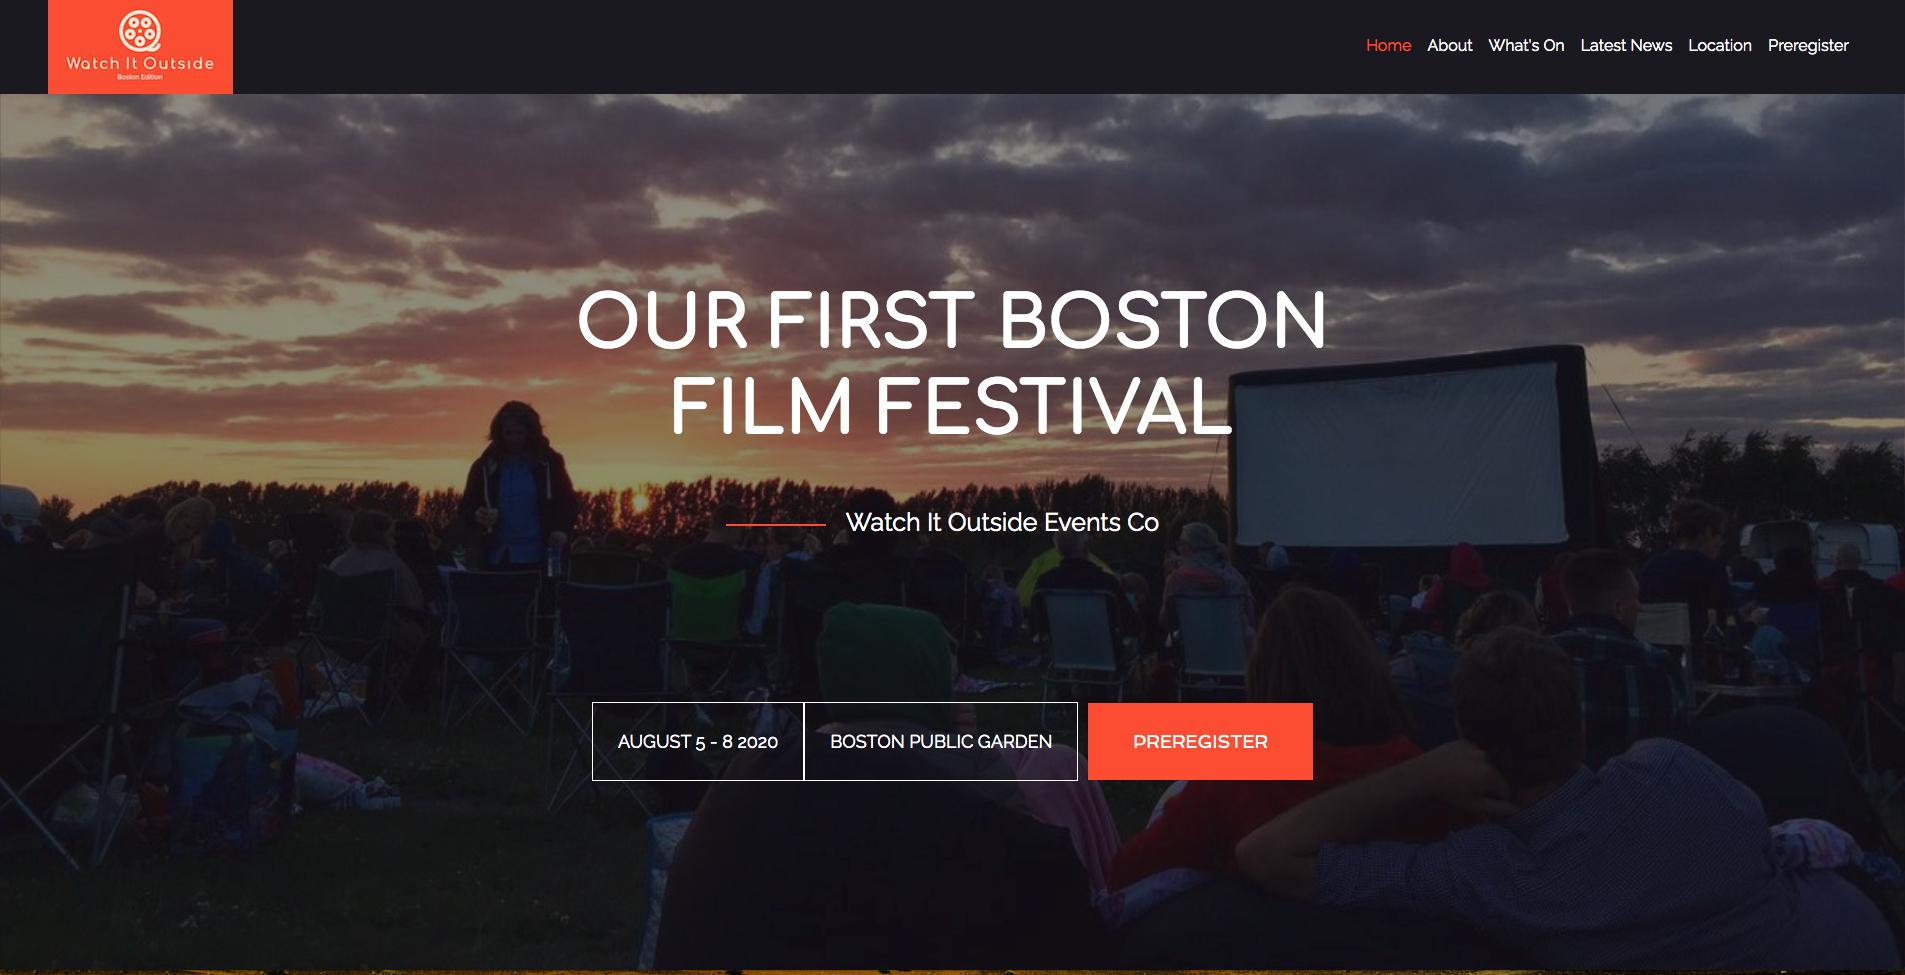 Watch It Outside
Boston Edition
Home About What's On Latest News Location Preregister
OUR FIRST BOSTON
FILM FESTIVAL
Watch It Outside Events Co
AUGUST 5 - 8 2020 BOSTON PUBLIC GARDEN PREREGISTER